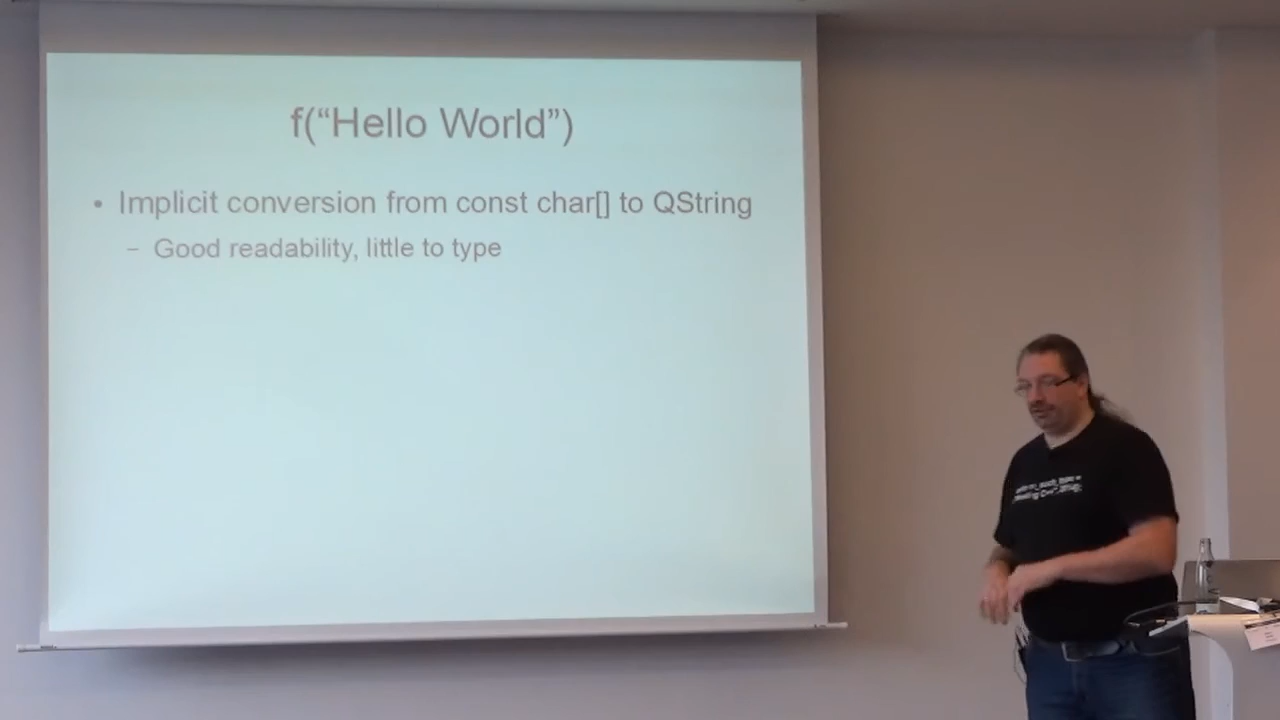 f(“Hello World”)
• Implicit conversion from const char[] to QString
– Good readability, little to type